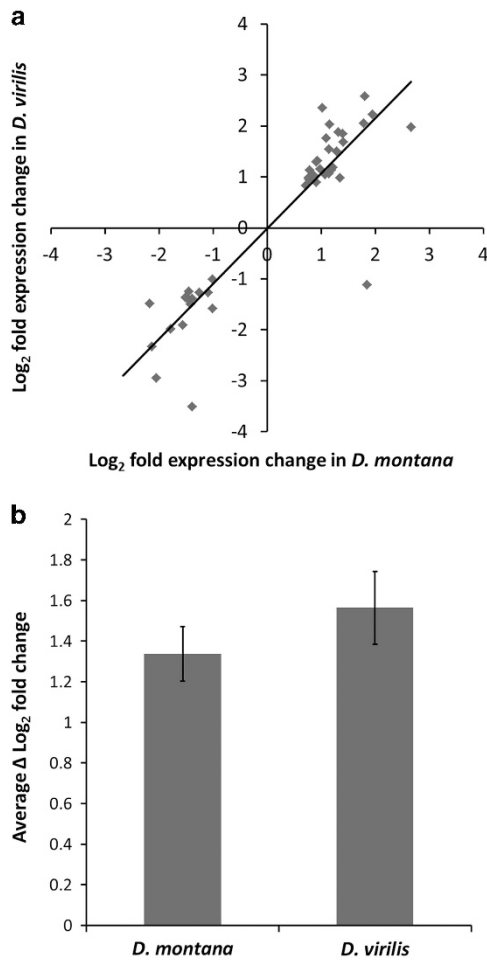 a
Log2 fold expression change in D. virilis
4
3
2
1
0
-4 -3 -2 -1 0 1 2 3 4
-1
-2
-3
-4
Log2 fold expression change in D. montana
b
Average Δ Log2 fold change
2
1.8
1.6
1.4
1.2
1
0.8
0.6
0.4
0.2
0
D. montana D. virilis